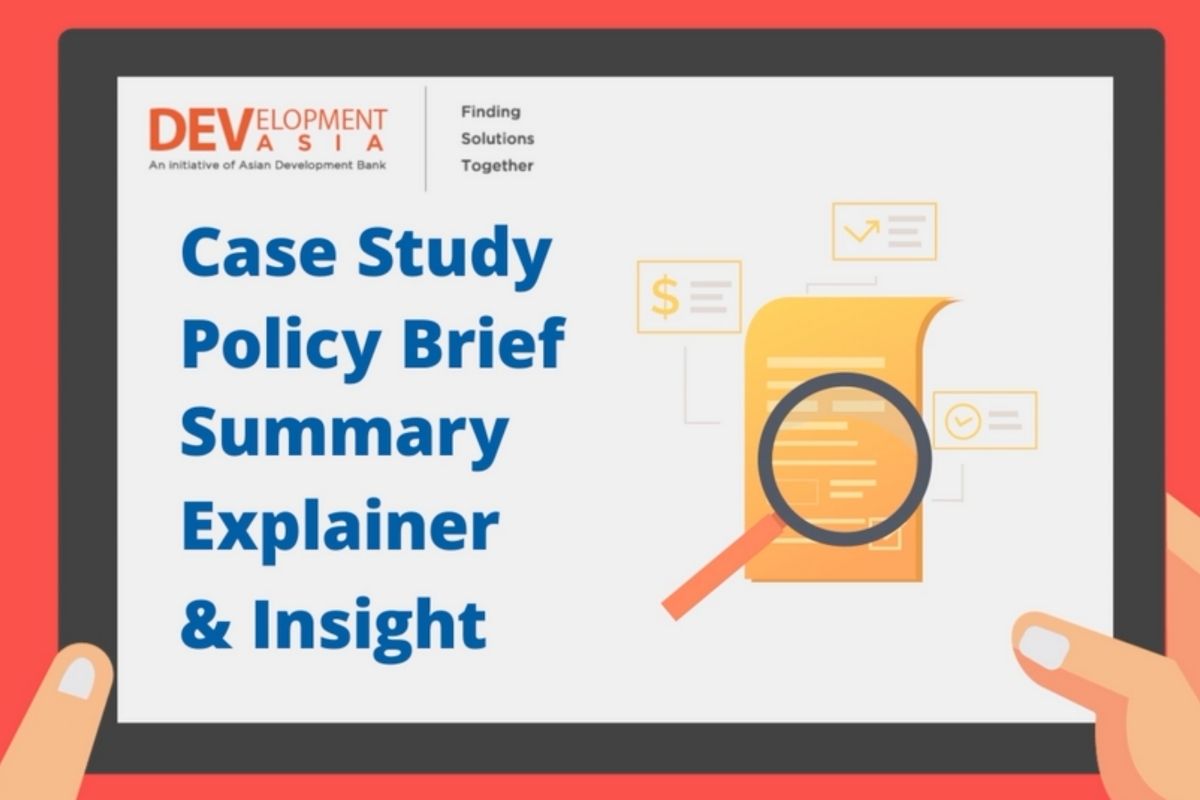 DEVELOPMENT
ASIA
An initiative of Asian Development Bank
Finding
Solutions
Together
Case Study
Policy Brief
Summary
Explainer
& Insight
$